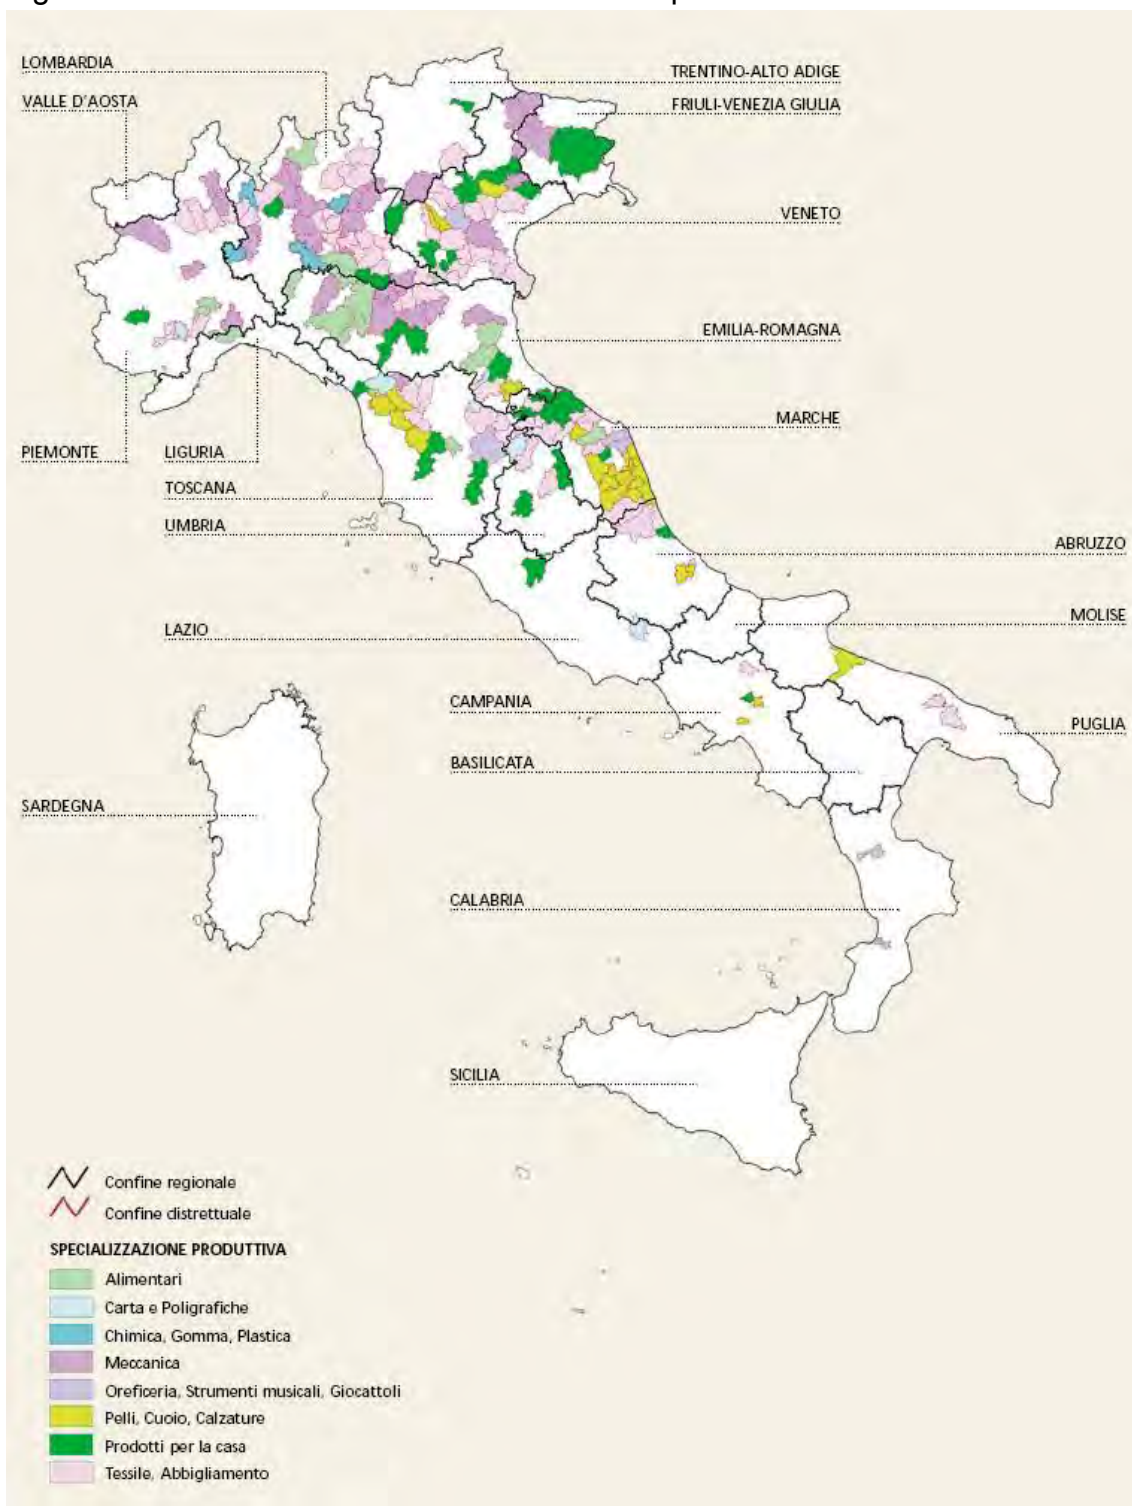 LOMBARDIA
VALLE D'AOSTA
TRENTINO-ALTO ADIGE
FRIULI-VENEZIA GIULIA
VENETO
EMILIA-ROMAGNA
MARCHE
PIEMONTE
LIGURIA
TOSCANA
UMBRIA
ABRUZZO
MOLISE
LAZIO
CAMPANIA
PUGLIA
BASILICATA
SARDEGNA
CALABRIA
SICILIA
Confine regionale
Confine distrettuale
SPECIALIZZAZIONE PRODUTTIVA
Alimentari
Carta e Poligrafiche
Chimica, Gomma, Plastica
Meccanica
Oreficeria, Strumenti musicali, Giocattoli
Pelli, Cuoio, Calzature
Prodotti per la casa
Tessile, Abbigliamento